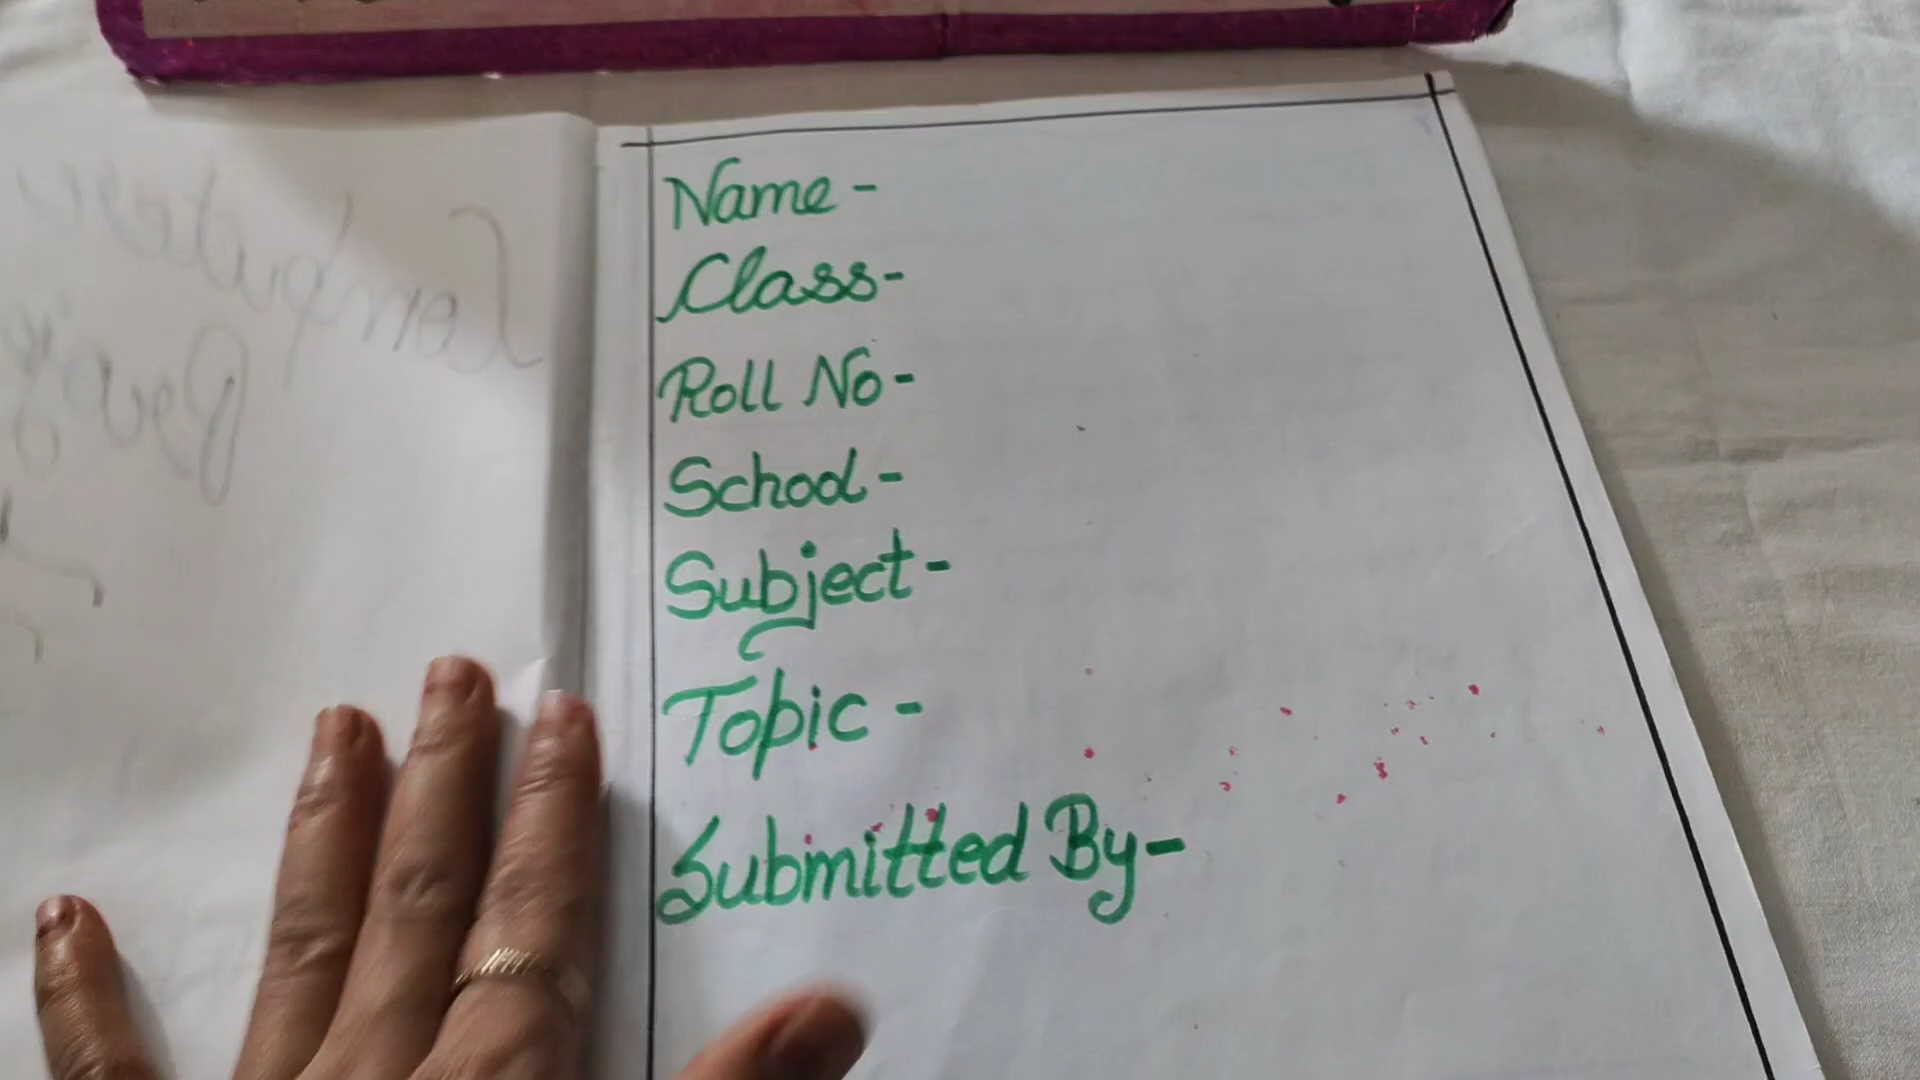 Name -
Class-
Roll No-
School-
Subject-
Topic -
Submitted By-